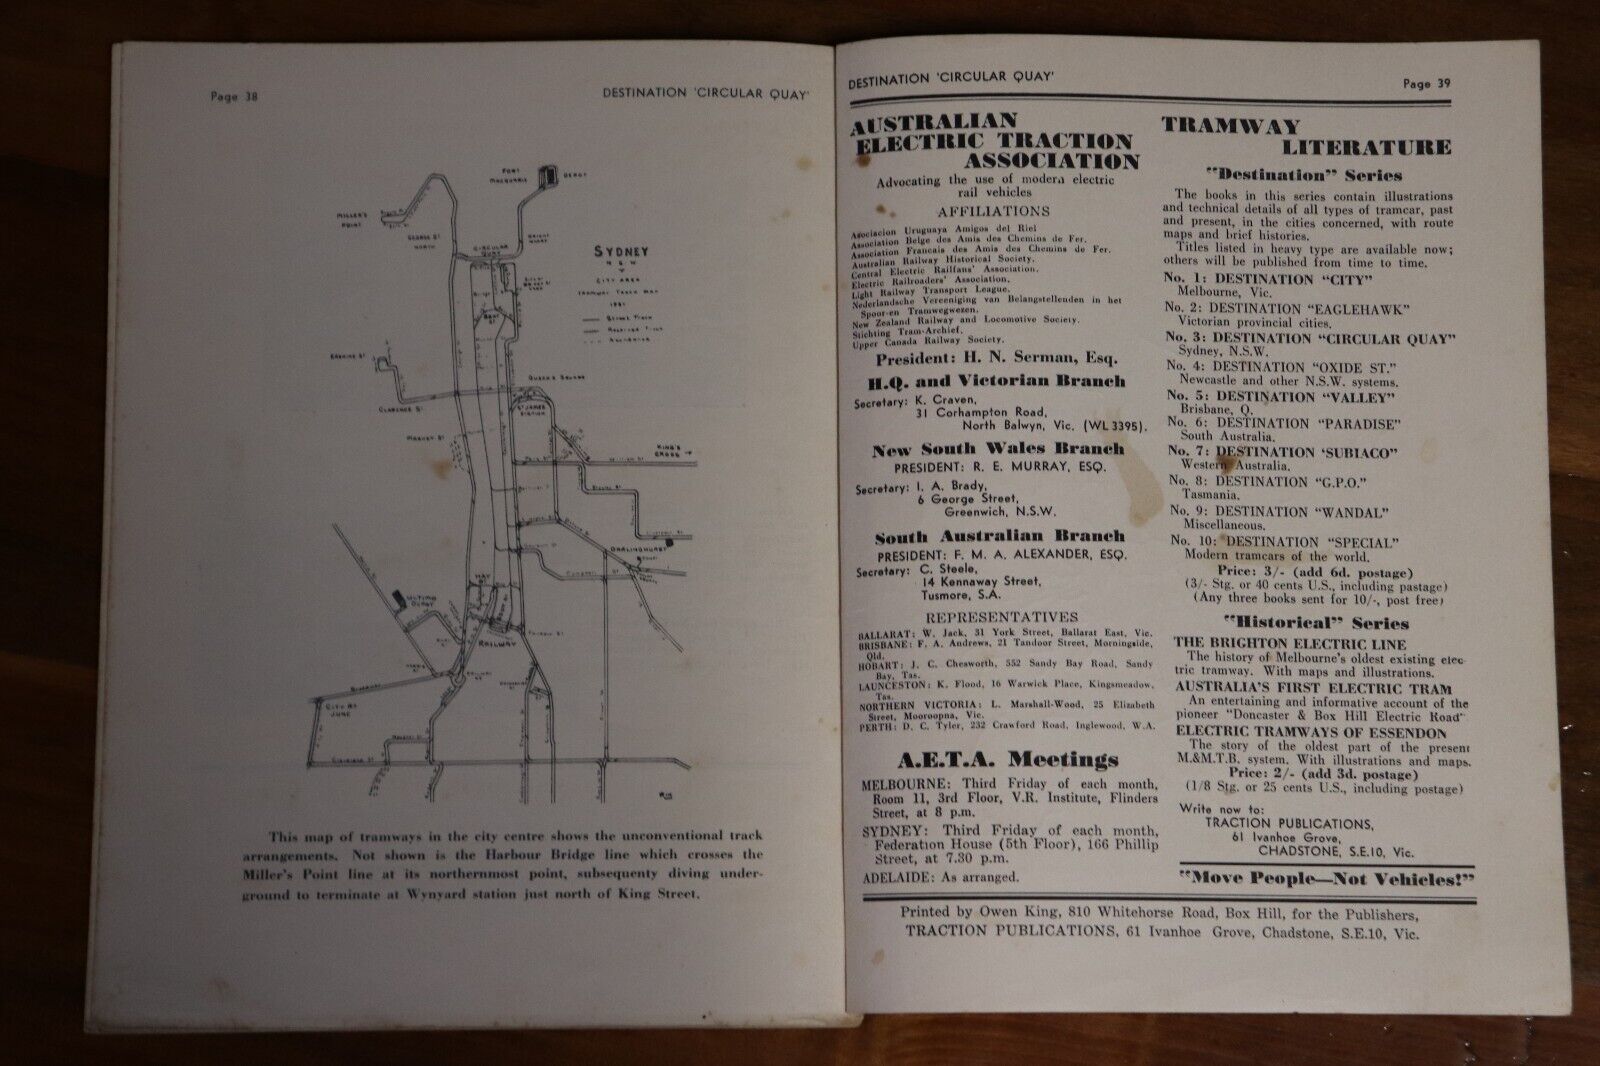 Page 38
DESTINATION 'CIRCULAR QUAY'
FORT
MACQUARIE
DEPOT
MILLER'S
POINT
GEORGE ST
NORTH
CIRCULAR
QUAY
SYDNEY
N.S.W.
CITY AREA
TRAMWAY TRACK MAP
ERSKINE ST
QUEEN'S SQUARE
ST JAMES
STATION
CLARENCE ST
MARKET ST
KING'S
CROSS
DARLINGHURST
CAMPBELL ST
HAY
ST
ULTIMO
DEPOT
RAILWAY
BROADWAY
CITY RD
JUNC
CLEVELAND ST
This map of tramways in the city centre shows the unconventional track
arrangements. Not shown is the Harbour Bridge line which crosses the
Miller's Point line at its northernmost point, subsequenty diving under-
ground to terminate at Wynyard station just north of King Street.
DESTINATION 'CIRCULAR QUAY'
Page 39
AUSTRALIAN
ELECTRIC TRACTION
ASSOCIATION
Advocating the use of modern electric
rail vehicles
AFFILIATIONS
Asociacion Uruguaya Amigos del Riel
Association Belge des Amis des Chemins de Fer.
Association Francais des Amis des Chemins de Fer.
Australian Railway Historical Society.
Central Electric Railfans' Association.
Electric Railroaders' Association.
Light Railway Transport League.
Nederlandsche Vereeniging van Belangstellenden in het
Spoor-en Tramwegwezen.
New Zealand Railway and Locomotive Society.
Stichting Tram-Archief.
Upper Canada Railway Society.
President: H. N. Serman, Esq.
H.Q. and Victorian Branch
Secretary: K. Craven,
31 Corhampton Road,
North Balwyn, Vic. (WL 3395).
New South Wales Branch
PRESIDENT: R. E. MURRAY, ESQ.
Secretary: I. A. Brady,
6 George Street,
Greenwich, N.S.W.
South Australian Branch
PRESIDENT: F. M. A. ALEXANDER, ESQ.
Secretary: C. Steele,
14 Kennaway Street,
Tusmore, S.A.
REPRESENTATIVES
BALLARAT: W. Jack, 31 York Street, Ballarat East, Vic.
BRISBANE: F. A. Andrews, 21 Tandoor Street, Morningside,
Qld.
HOBART: J. C. Chesworth, 552 Sandy Bay Road, Sandy
Bay, Tas.
LAUNCESTON: K. Flood, 16 Warwick Place, Kingsmeadow,
Tas.
NORTHERN VICTORIA: L. Marshall-Wood, 25 Elizabeth
Street, Mooroopna, Vic.
PERTH: D. C. Tyler, 232 Crawford Road, Inglewood, W.A.
A.E.T.A. Meetings
MELBOURNE: Third Friday of each month,
Room 11, 3rd Floor, V.R. Institute, Flinders
Street, at 8 p.m.
SYDNEY: Third Friday of each month,
Federation House (5th Floor), 166 Phillip
Street, at 7.30 p.m.
ADELAIDE: As arranged.
TRAMWAY
LITERATURE
"Destination" Series
The books in this series contain illustrations
and technical details of all types of tramcar, past
and present, in the cities concerned, with route
maps and brief histories.
Titles listed in heavy type are available now;
others will be published from time to time.
No. 1: DESTINATION "CITY"
Melbourne, Vic.
No. 2: DESTINATION "EAGLEHAWK"
Victorian provincial cities.
No. 3: DESTINATION "CIRCULAR QUAY"
Sydney, N.S.W.
No. 4: DESTINATION "OXIDE ST."
Newcastle and other N.S.W. systems.
No. 5: DESTINATION "VALLEY"
Brisbane, Q.
No. 6: DESTINATION "PARADISE"
South Australia.
No. 7: DESTINATION 'SUBIACO"
Western Australia.
No. 8: DESTINATION "G.P.O."
Tasmania.
No. 9: DESTINATION "WANDAL"
Miscellaneous.
No. 10: DESTINATION "SPECIAL"
Modern tramcars of the world.
Price: 3/- (add 6d. postage)
(3/- Stg. or 40 cents U.S., including pastage)
(Any three books sent for 10/-, post free)
"Historical" Series
THE BRIGHTON ELECTRIC LINE
The history of Melbourne's oldest existing elec-
tric tramway. With maps and illustrations.
AUSTRALIA'S FIRST ELECTRIC TRAM
An entertaining and informative account of the
pioneer "Doncaster & Box Hill Electric Road"
ELECTRIC TRAMWAYS OF ESSENDON
The story of the oldest part of the present
M.&M.T.B. system. With illustrations and maps.
Price: 2/- (add 3d. postage)
(1/8 Stg. or 25 cents U.S., including postage)
Write now to:
TRACTION PUBLICATIONS,
61 Ivanhoe Grove,
CHADSTONE, S.E.10, Vic.
"Move People—Not Vehicles!"
Printed by Owen King, 810 Whitehorse Road, Box Hill, for the Publishers,
TRACTION PUBLICATIONS, 61 Ivanhoe Grove, Chadstone, S.E.10, Vic.